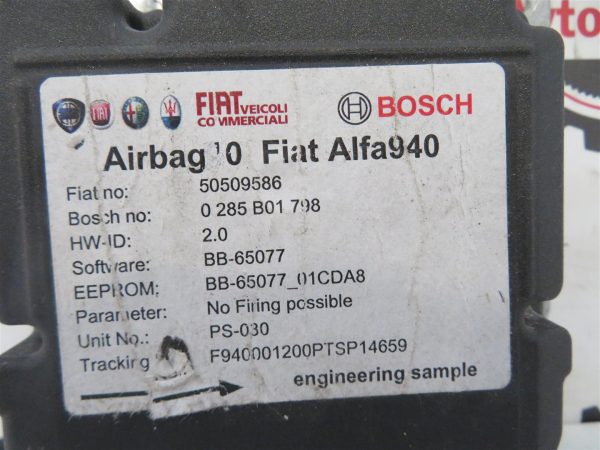 FIAT VEICOLI
COMMERCIALI
BOSCH
Airbag 10 Fiat Alfa940
Fiat no: 50509586
Bosch no: 0 285 B01 798
HW-ID: 2.0
Software: BB-65077
EEPROM: BB-65077_01CDA8
Parameter: No Firing possible
Unit No.: PS-030
Tracking F940001200PTSP14659
engineering sample